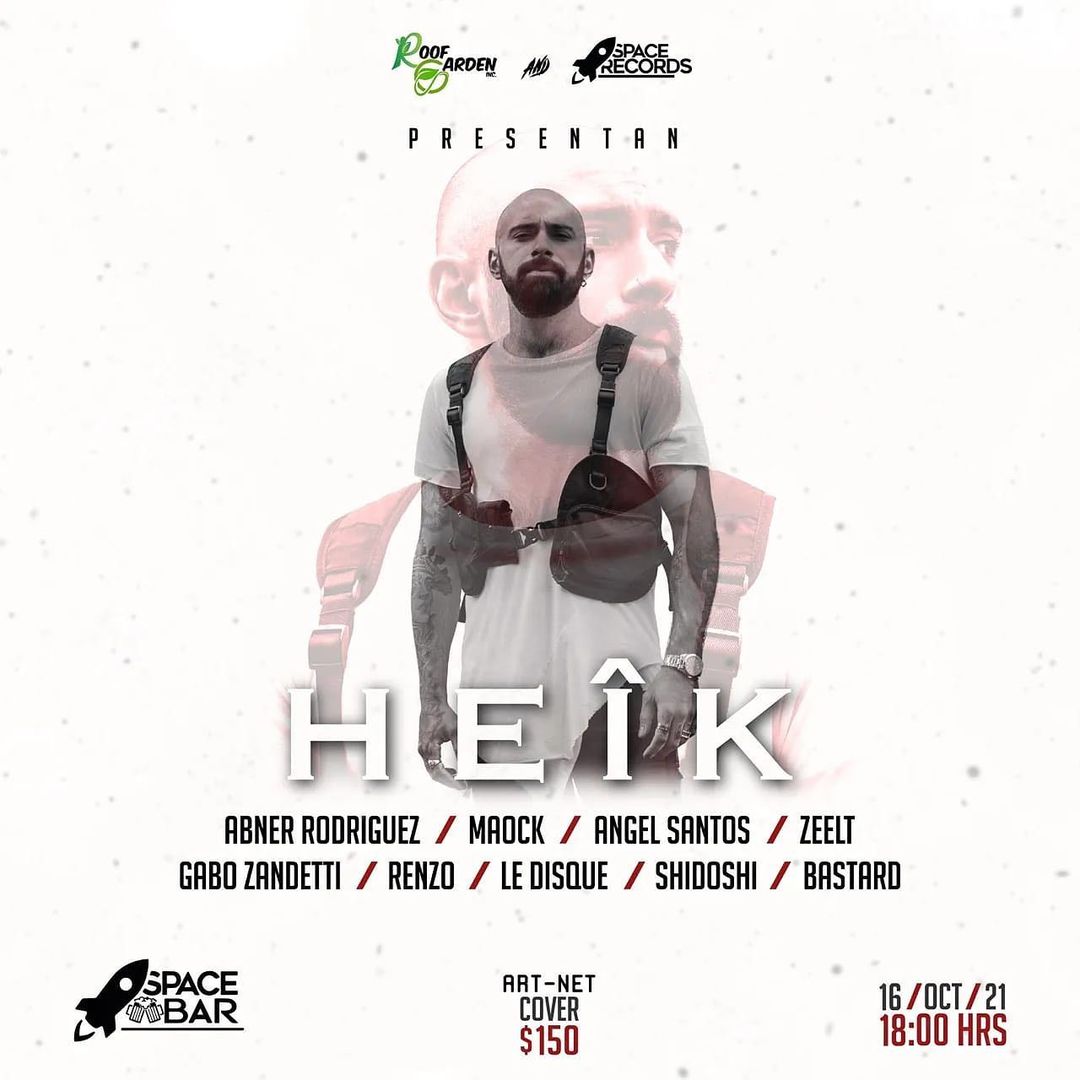 ROOF GARDEN INC. AND SPACE RECORDS
PRESENTAN
HEÎK
ABNER RODRIGUEZ / MAOCK / ANGEL SANTOS / ZEELT
GABO ZANDETTI / RENZO / LE DISQUE / SHIDOSHI / BASTARD
SPACE BAR
ART-NET
COVER
$150
16/OCT/21
18:00 HRS